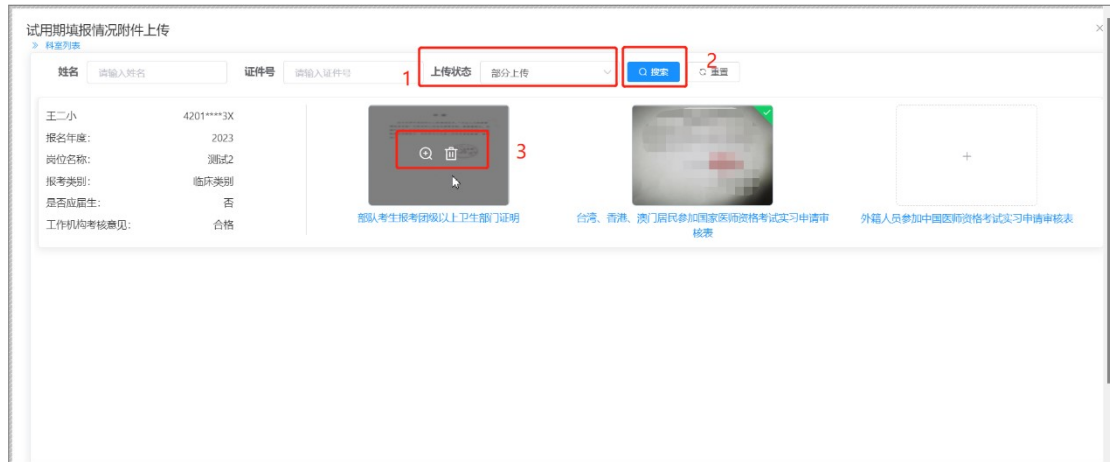 试用期填报情况附件上传
» 科室列表
姓名 请输入姓名 证件号 请输入证件号 1 上传状态 部分上传 搜索 2 重置
王二小 4201****3X
报名年度: 2023
岗位名称: 测试2
报考类别: 临床类别
是否应届生: 否
工作机构考核意见: 合格
3
部队考生报考团级以上卫生部门证明
台湾、香港、澳门居民参加国家医师资格考试实习申请审
核表
外籍人员参加中国医师资格考试实习申请审核表